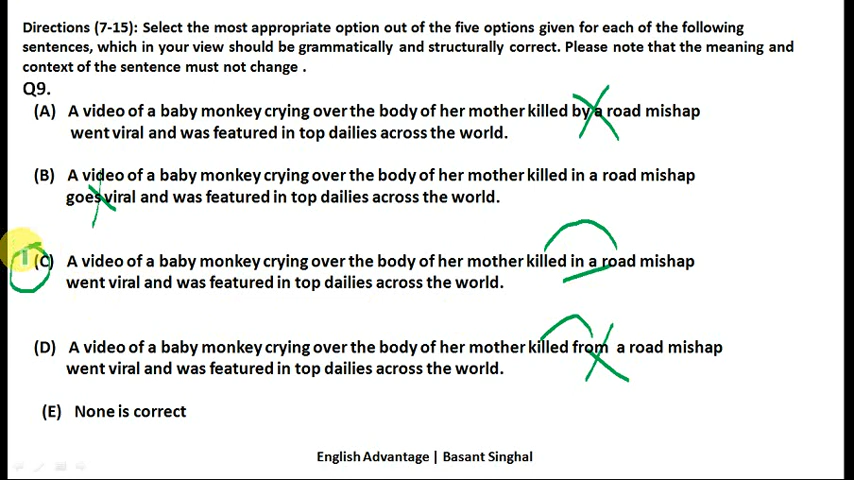 Directions (7-15): Select the most appropriate option out of the five options given for each of the following
sentences, which in your view should be grammatically and structurally correct. Please note that the meaning and
context of the sentence must not change .
Q9.
(A) A video of a baby monkey crying over the body of her mother killed by a road mishap
went viral and was featured in top dailies across the world.
(B) A video of a baby monkey crying over the body of her mother killed in a road mishap
goes viral and was featured in top dailies across the world.
(C) A video of a baby monkey crying over the body of her mother killed in a road mishap
went viral and was featured in top dailies across the world.
(D) A video of a baby monkey crying over the body of her mother killed from a road mishap
went viral and was featured in top dailies across the world.
(E) None is correct
English Advantage | Basant Singhal